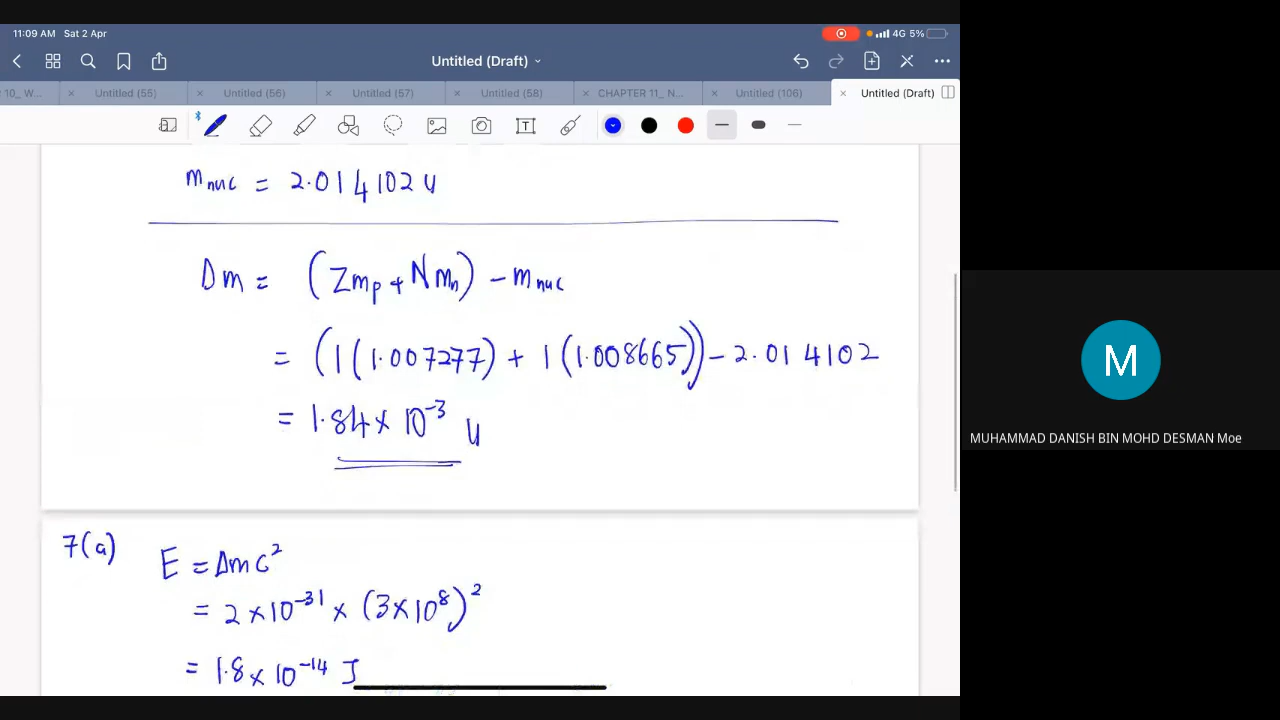 11:09 AM Sat 2 Apr
4G 5%
Untitled (Draft)
10_ W...
Untitled (55)
Untitled (56)
Untitled (57)
Untitled (58)
CHAPTER 11_ N...
Untitled (106)
Untitled (Draft)
m_nuc = 2.014102 u
Δm = (Zm_p + Nm_n) - m_nuc
= (1(1.007277) + 1(1.008665)) - 2.014102
= 1.84 × 10⁻³ u
7(a) E = Δmc²
= 2 × 10⁻³¹ × (3 × 10⁸)²
= 1.8 × 10⁻¹⁴ J
M
MUHAMMAD DANISH BIN MOHD DESMAN Moe